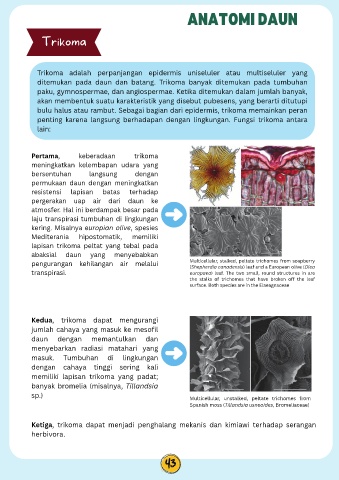 ANATOMI DAUN
Trikoma
Trikoma adalah perpanjangan epidermis uniseluler atau multiseluler yang
ditemukan pada daun dan batang. Trikoma banyak ditemukan pada tumbuhan
paku, gymnospermae, dan angiospermae. Ketika ditemukan dalam jumlah banyak,
akan membentuk suatu karakteristik yang disebut pubesens, yang berarti ditutupi
bulu halus atau rambut. Sebagai bagian dari epidermis, trikoma memainkan peran
penting karena langsung berhadapan dengan lingkungan. Fungsi trikoma antara
lain:
Pertama, keberadaan trikoma
meningkatkan kelembapan udara yang
bersentuhan langsung dengan
permukaan daun dengan meningkatkan
resistensi lapisan batas terhadap
pergerakan uap air dari daun ke
atmosfer. Hal ini berdampak besar pada
laju transpirasi tumbuhan di lingkungan
kering. Misalnya europian olive, spesies
Mediterania hipostomatik, memiliki
lapisan trikoma peltat yang tebal pada
abaksial daun yang menyebabkan
pengurangan kehilangan air melalui
transpirasi.
Multicellular, stalked, peltate trichomes from soapberry
(Shepherdia canadensis) leaf and a European olive (Olea
europaea) leaf. The two small, round structures in are
the stalks of trichomes that have broken off the leaf
surface. Both species are in the Elaeagnaceae
Kedua, trikoma dapat mengurangi
jumlah cahaya yang masuk ke mesofil
daun dengan memantulkan dan
menyebarkan radiasi matahari yang
masuk. Tumbuhan di lingkungan
dengan cahaya tinggi sering kali
memiliki lapisan trikoma yang padat;
banyak bromelia (misalnya, Tillandsia
sp.)
Multicellular, unstalked, peltate trichomes from
Spanish moss (Tillandsia usneoides, Bromeliaceae)
Ketiga, trikoma dapat menjadi penghalang mekanis dan kimiawi terhadap serangan
herbivora.
43